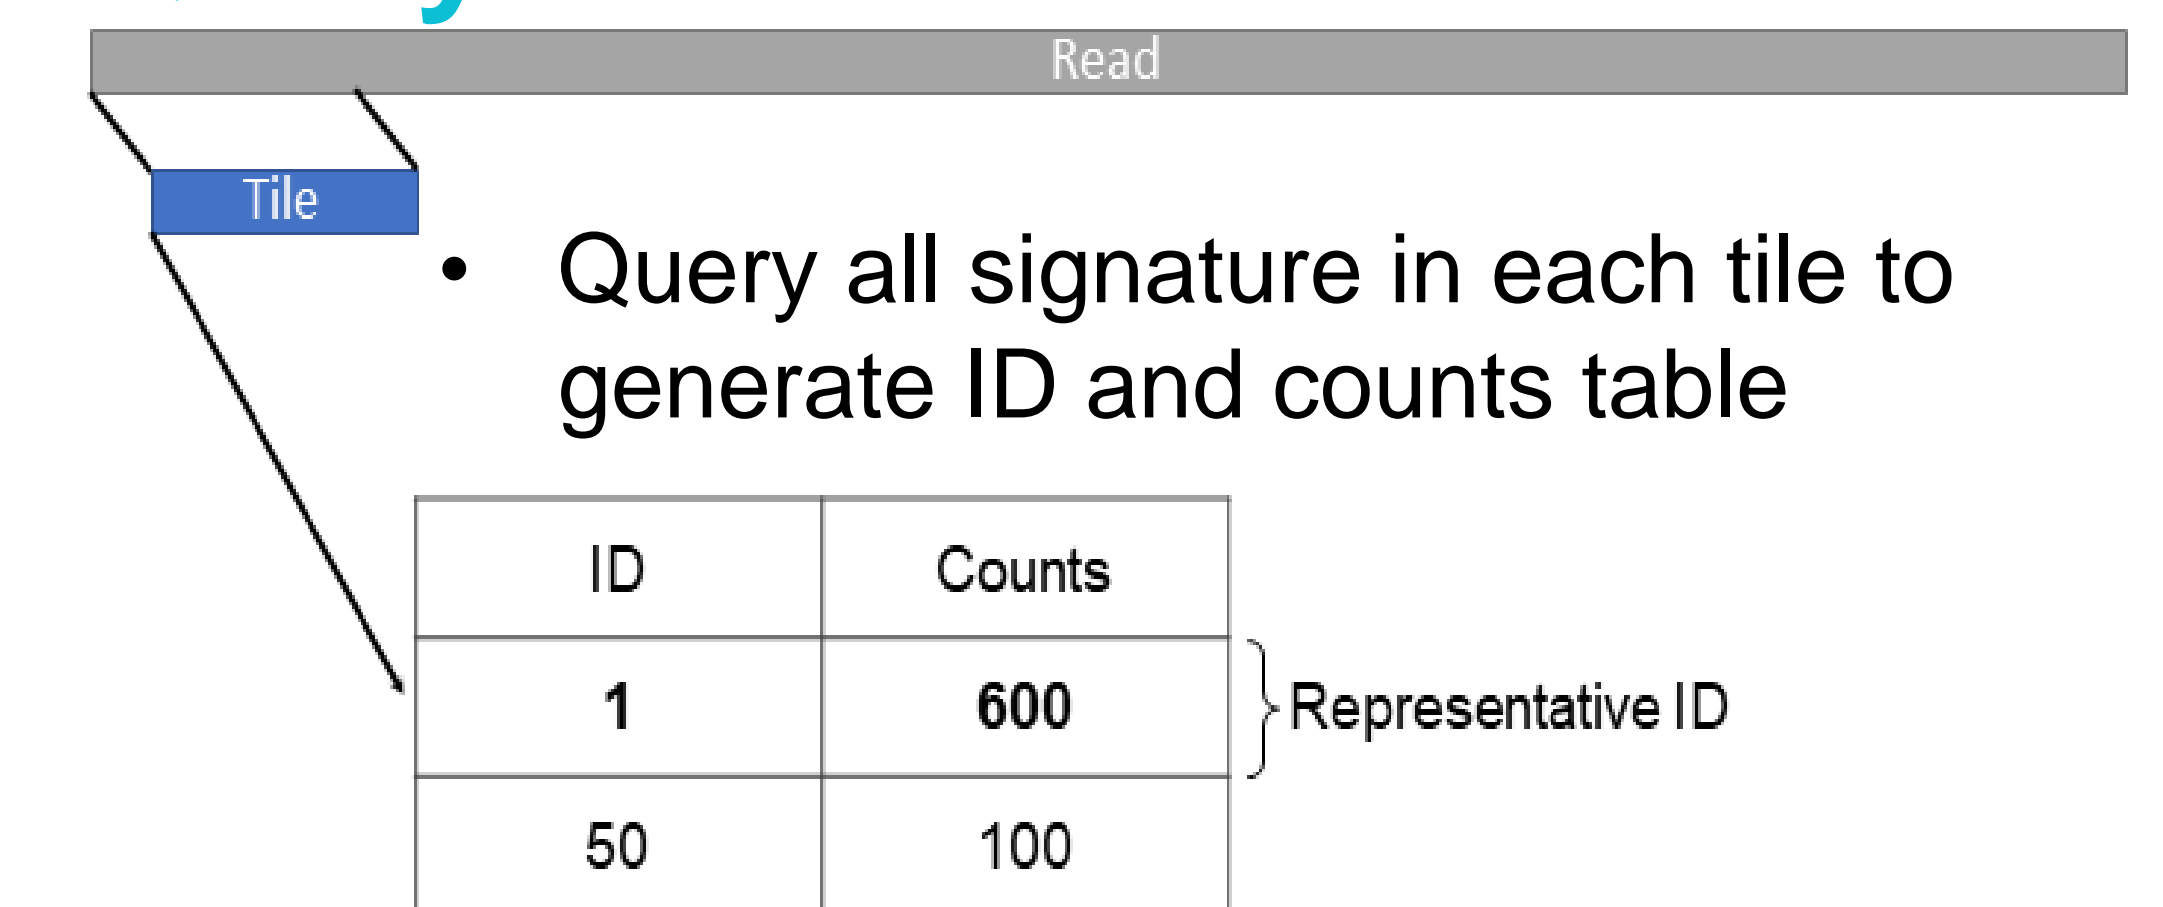 Read
Tile
• Query all signature in each tile to
generate ID and counts table
ID Counts
1 600 Representative ID
50 100